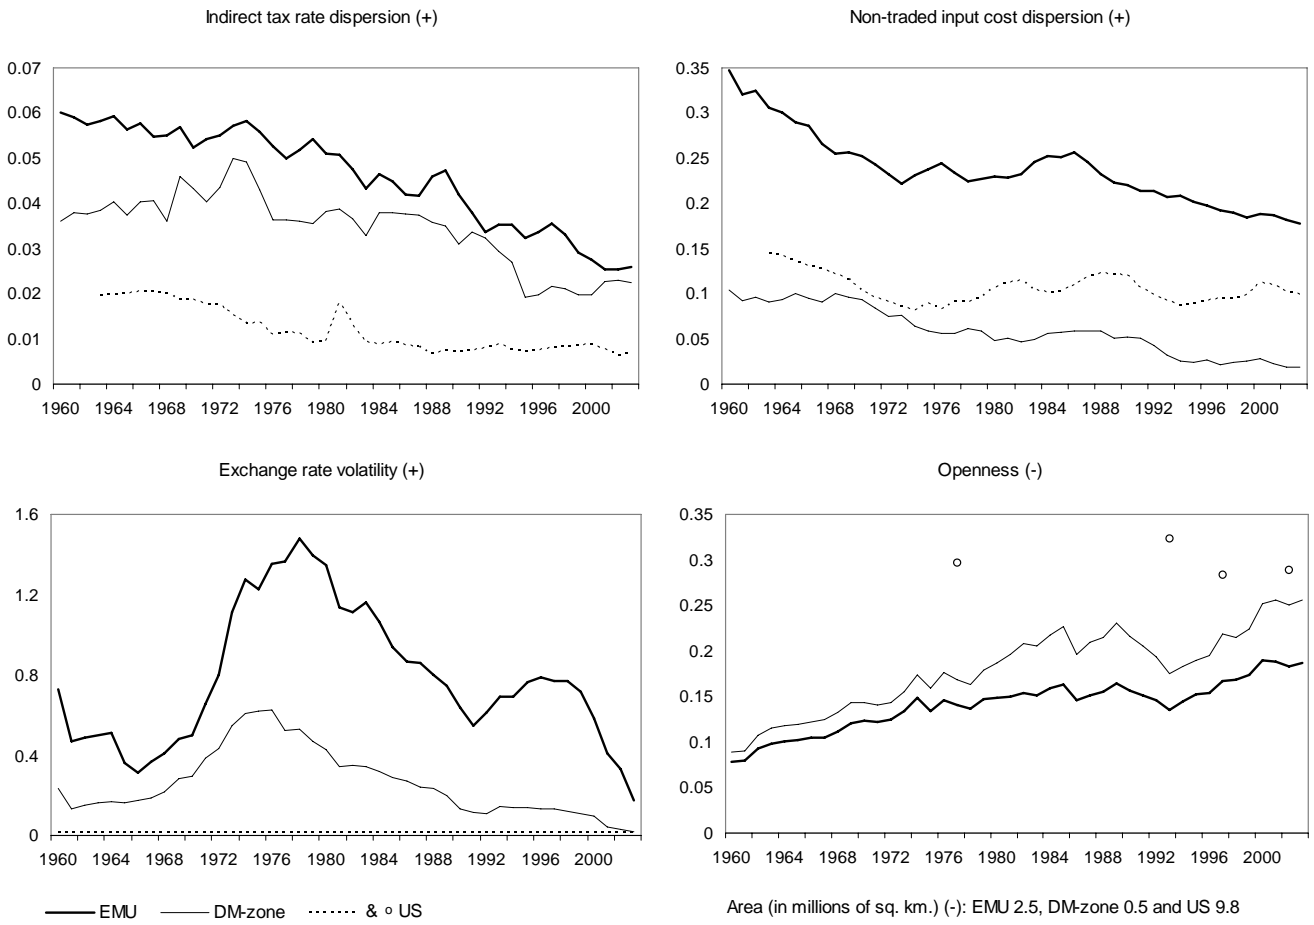 Indirect tax rate dispersion (+)
0.07
0.06
0.05
0.04
0.03
0.02
0.01
0
1960 1964 1968 1972 1976 1980 1984 1988 1992 1996 2000
Non-traded input cost dispersion (+)
0.35
0.3
0.25
0.2
0.15
0.1
0.05
0
1960 1964 1968 1972 1976 1980 1984 1988 1992 1996 2000
Exchange rate volatility (+)
1.6
1.2
0.8
0.4
0
1960 1964 1968 1972 1976 1980 1984 1988 1992 1996 2000
Openness (-)
0.35
0.3
0.25
0.2
0.15
0.1
0.05
0
1960 1964 1968 1972 1976 1980 1984 1988 1992 1996 2000
EMU DM-zone & o US
Area (in millions of sq. km.) (-): EMU 2.5, DM-zone 0.5 and US 9.8